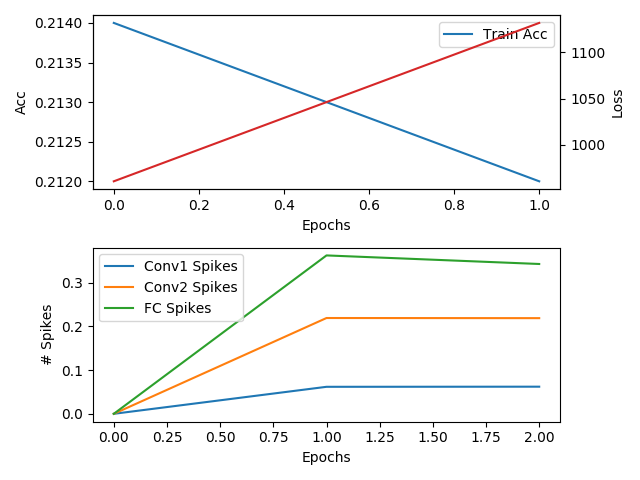 0.2140
0.2135
0.2130
0.2125
0.2120
Acc
Train Acc
1100
1050
1000
Loss
0.0 0.2 0.4 0.6 0.8 1.0
Epochs
Conv1 Spikes
Conv2 Spikes
FC Spikes
0.3
0.2
0.1
0.0
# Spikes
0.00 0.25 0.50 0.75 1.00 1.25 1.50 1.75 2.00
Epochs